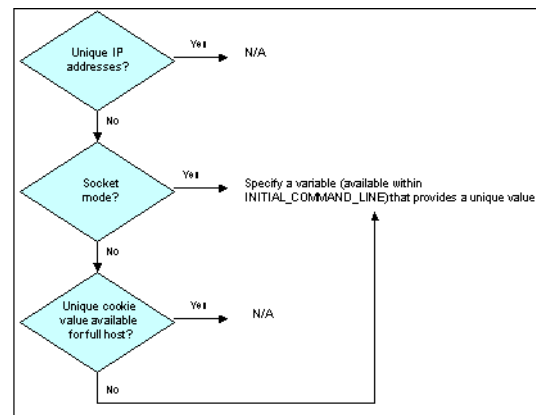 Unique IP
addresses?
Yes
N/A
No
Socket
mode?
Yes
Specify a variable (available within
INITIAL_COMMAND_LINE)that provides a unique value
No
Unique cookie
value available
for full host?
Yes
N/A
No